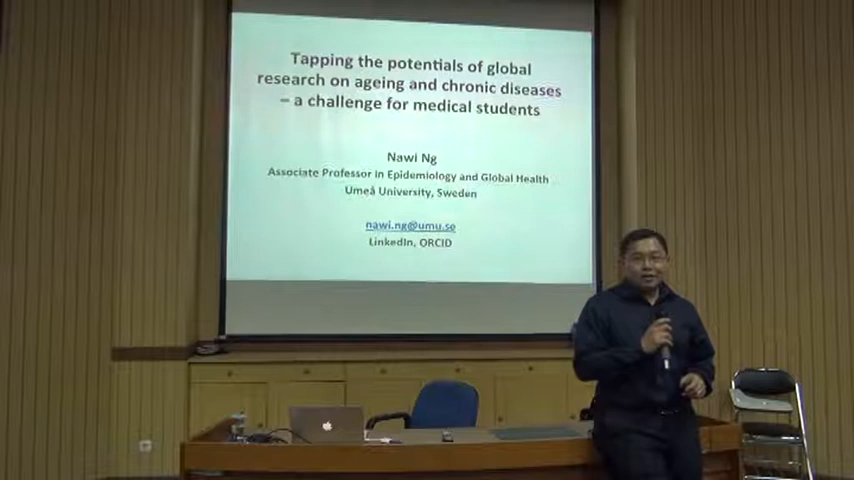 Tapping the potentials of global
research on ageing and chronic diseases
– a challenge for medical students
Nawi Ng
Associate Professor in Epidemiology and Global Health
Umeå University, Sweden
nawi.ng@umu.se
LinkedIn, ORCID